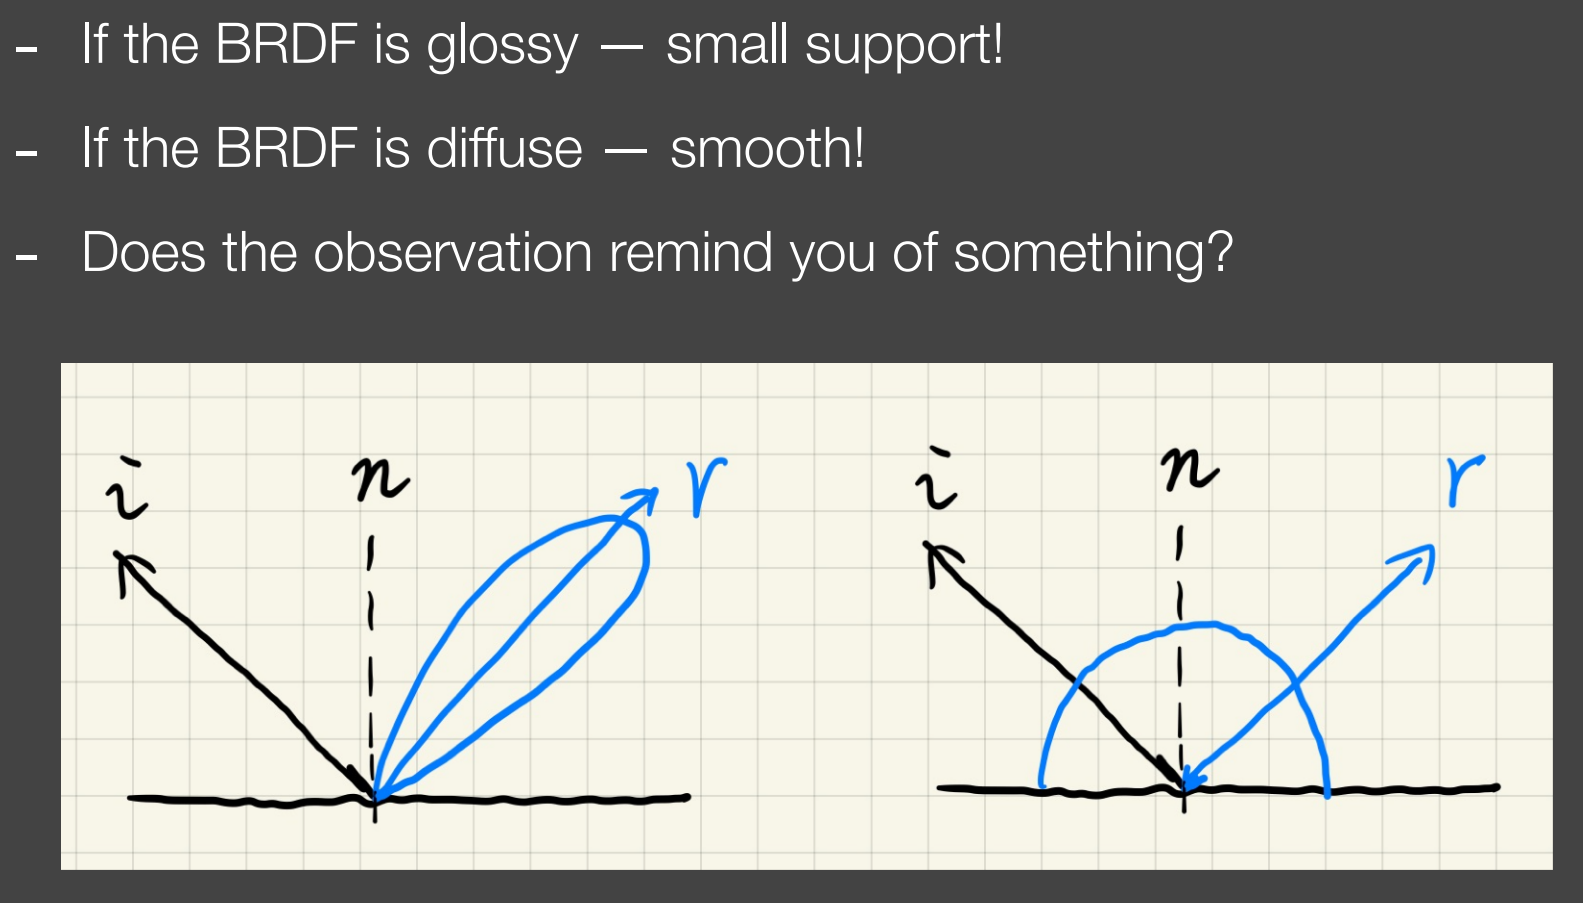 - If the BRDF is glossy — small support!
- If the BRDF is diffuse — smooth!
- Does the observation remind you of something?
i n r i n r